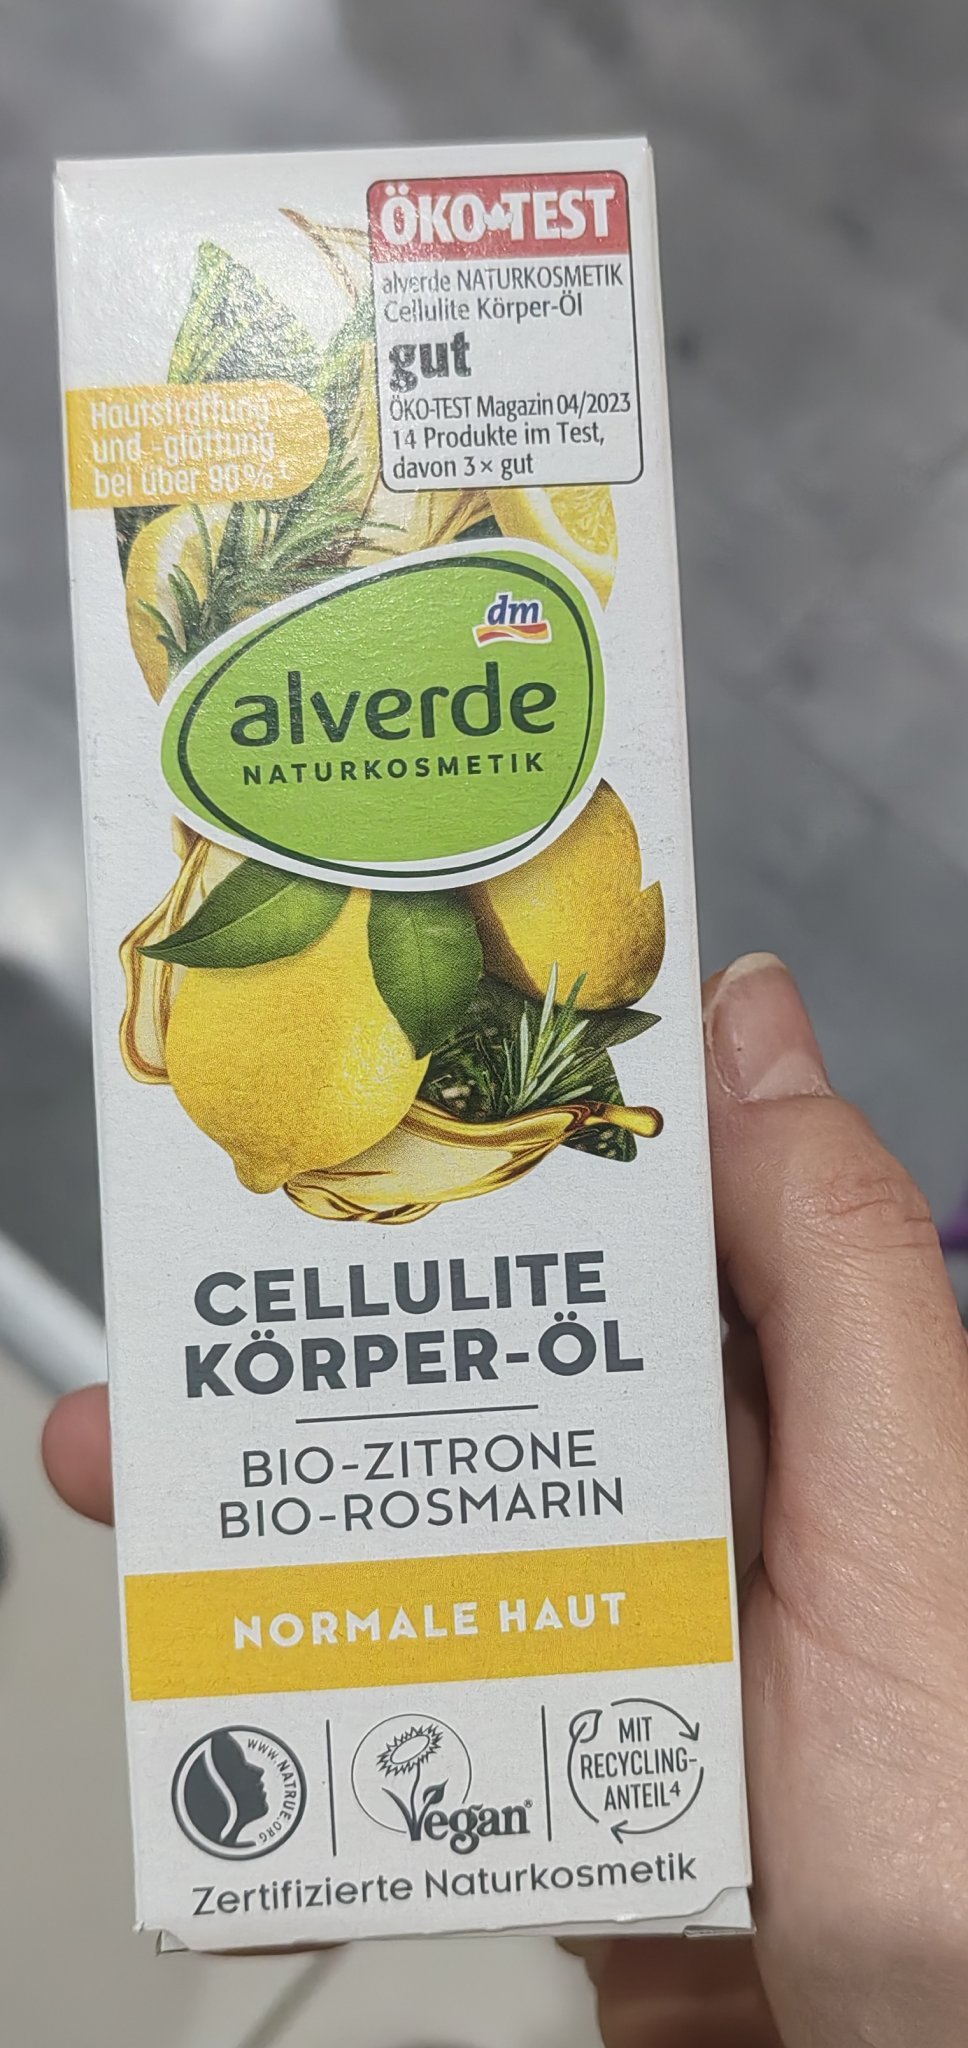 ÖKO-TEST
alverde NATURKOSMETIK
Cellulite Körper-Öl
gut
ÖKO-TEST Magazin 04/2023
14 Produkte im Test,
davon 3x gut
Hautstraffung
und -glättung
bei über 90%¹
dm
alverde
NATURKOSMETIK
CELLULITE
KÖRPER-ÖL
BIO-ZITRONE
BIO-ROSMARIN
NORMALE HAUT
WWW.NATRUE.ORG
Vegan®
MIT
RECYCLING-
ANTEIL⁴
Zertifizierte Naturkosmetik